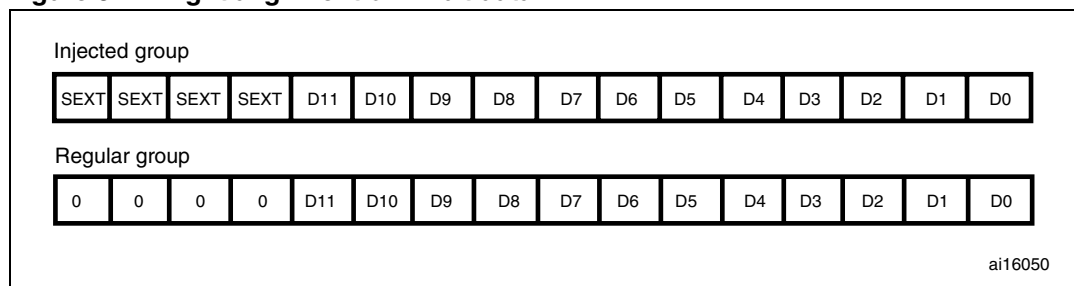 Injected group
SEXT SEXT SEXT SEXT D11 D10 D9 D8 D7 D6 D5 D4 D3 D2 D1 D0
Regular group
0 0 0 0 D11 D10 D9 D8 D7 D6 D5 D4 D3 D2 D1 D0
ai16050